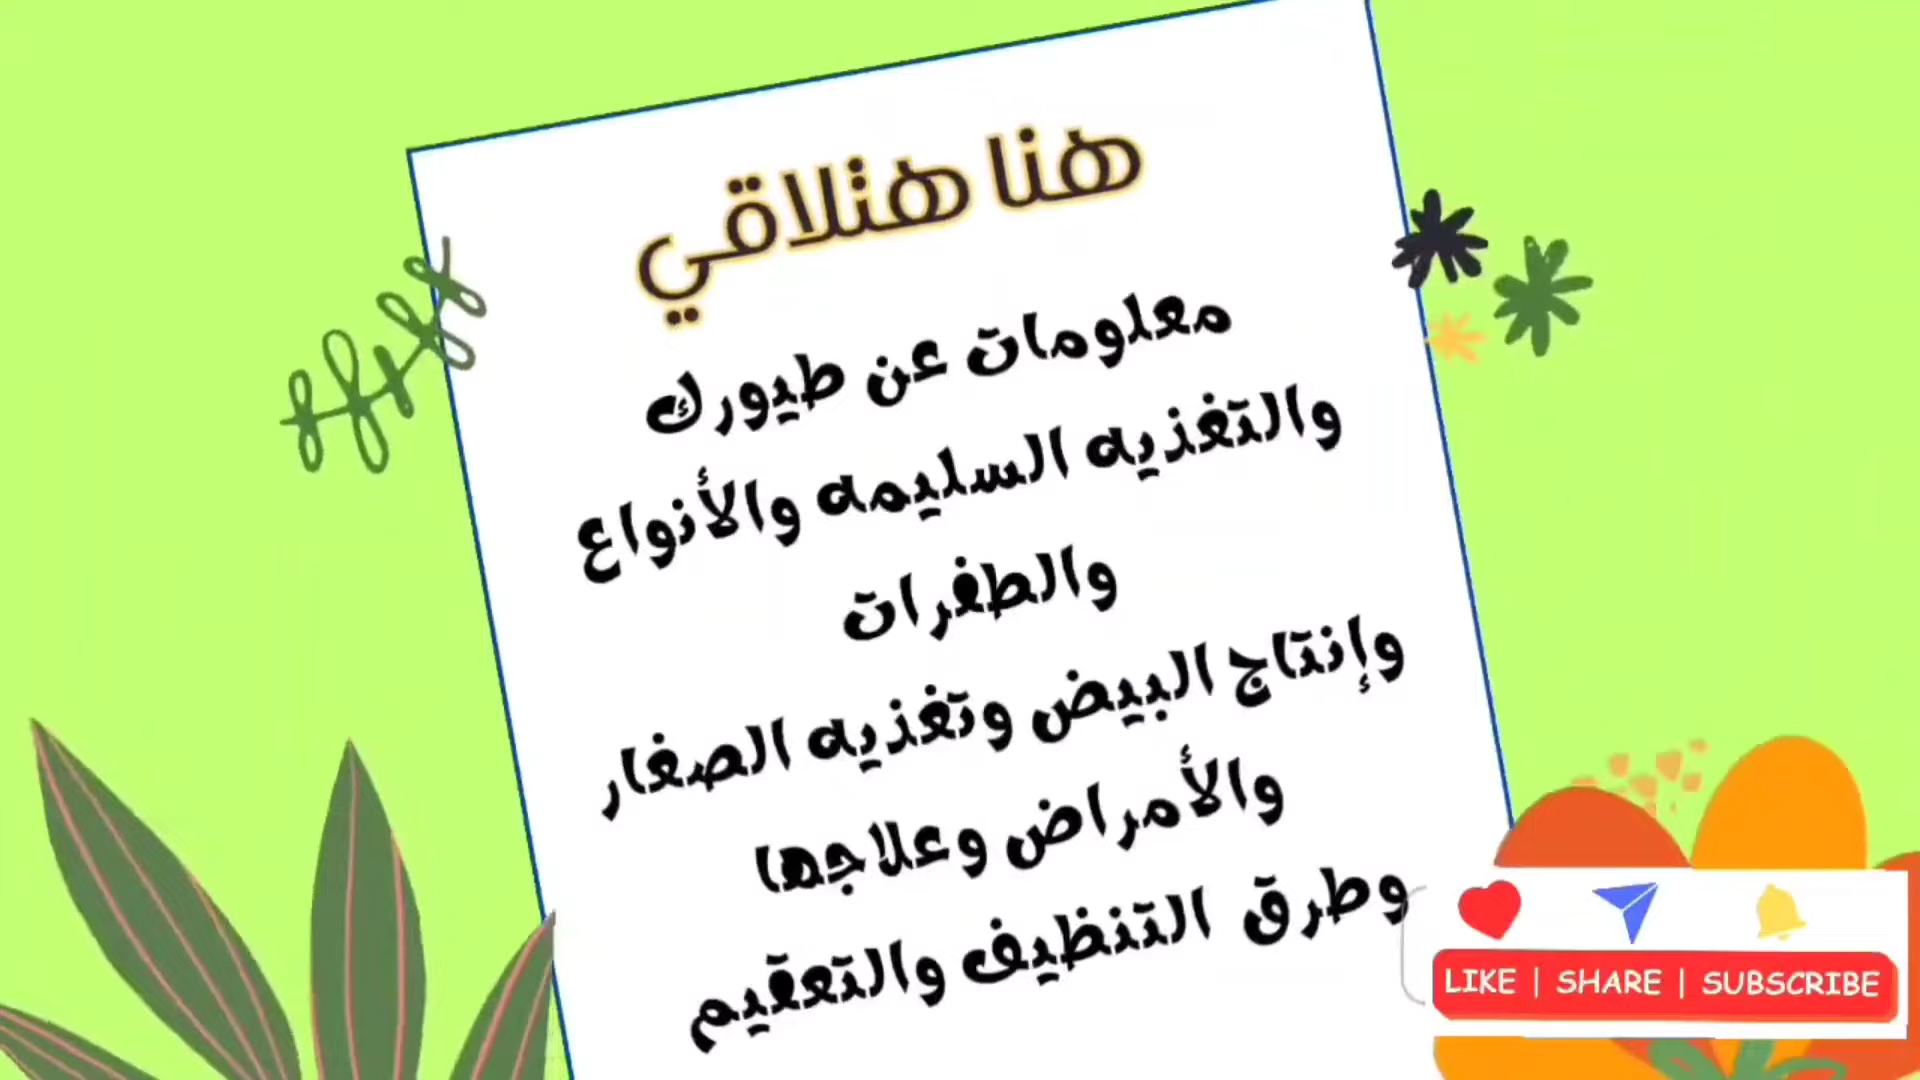 هنا هتلاقي
معلومات عن طيورك
والتغذيه السليمه والأنواع
والطفرات
وإنتاج البيض وتغذيه الصغار
والأمراض وعلاجها
وطرق التنظيف والتعقيم
LIKE | SHARE | SUBSCRIBE